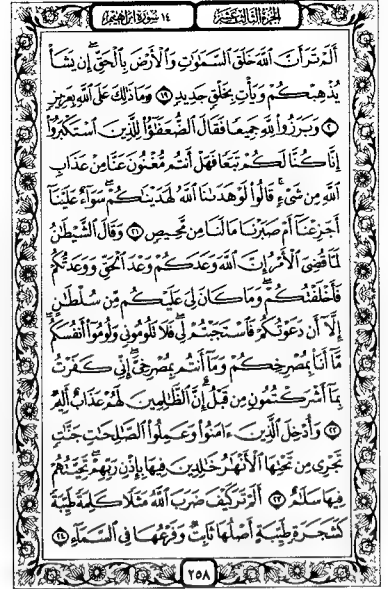 الجزء الثالث عشر ١٤ سورة ابراهيم
أَلَمْ تَرَ أَنَّ ٱللَّهَ خَلَقَ ٱلسَّمَٰوَٰتِ وَٱلْأَرْضَ بِٱلْحَقِّ ۚ إِن يَشَأْ
يُذْهِبْكُمْ وَيَأْتِ بِخَلْقٍ جَدِيدٍ ١٩ وَمَا ذَٰلِكَ عَلَى ٱللَّهِ بِعَزِيزٍ
٢٠ وَبَرَزُوا۟ لِلَّهِ جَمِيعًا فَقَالَ ٱلضُّعَفَٰٓؤُا۟ لِلَّذِينَ ٱسْتَكْبَرُوٓا۟
إِنَّا كُنَّا لَكُمْ تَبَعًا فَهَلْ أَنتُم مُّغْنُونَ عَنَّا مِنْ عَذَابِ
ٱللَّهِ مِن شَىْءٍ ۚ قَالُوا۟ لَوْ هَدَىٰنَا ٱللَّهُ لَهَدَيْنَٰكُمْ ۖ سَوَآءٌ عَلَيْنَآ
أَجَزِعْنَآ أَمْ صَبَرْنَا مَا لَنَا مِن مَّحِيصٍ ٢١ وَقَالَ ٱلشَّيْطَٰنُ
لَمَّا قُضِىَ ٱلْأَمْرُ إِنَّ ٱللَّهَ وَعَدَكُمْ وَعْدَ ٱلْحَقِّ وَوَعَدتُّكُمْ
فَأَخْلَفْتُكُمْ ۖ وَمَا كَانَ لِىَ عَلَيْكُم مِّن سُلْطَٰنٍ
إِلَّآ أَن دَعَوْتُكُمْ فَٱسْتَجَبْتُمْ لِى ۖ فَلَا تَلُومُونِى وَلُومُوٓا۟ أَنفُسَكُم ۖ
مَّآ أَنَا۠ بِمُصْرِخِكُمْ وَمَآ أَنتُم بِمُصْرِخِىَّ ۖ إِنِّى كَفَرْتُ
بِمَآ أَشْرَكْتُمُونِ مِن قَبْلُ ۗ إِنَّ ٱلظَّٰلِمِينَ لَهُمْ عَذَابٌ أَلِيمٌ
٢٢ وَأُدْخِلَ ٱلَّذِينَ ءَامَنُوا۟ وَعَمِلُوا۟ ٱلصَّٰلِحَٰتِ جَنَّٰتٍ
تَجْرِى مِن تَحْتِهَا ٱلْأَنْهَٰرُ خَٰلِدِينَ فِيهَا بِإِذْنِ رَبِّهِمْ ۖ تَحِيَّتُهُمْ
فِيهَا سَلَٰمٌ ٢٣ أَلَمْ تَرَ كَيْفَ ضَرَبَ ٱللَّهُ مَثَلًا كَلِمَةً طَيِّبَةً
كَشَجَرَةٍ طَيِّبَةٍ أَصْلُهَا ثَابِتٌ وَفَرْعُهَا فِى ٱلسَّمَآءِ ٢٤
٢٥٨